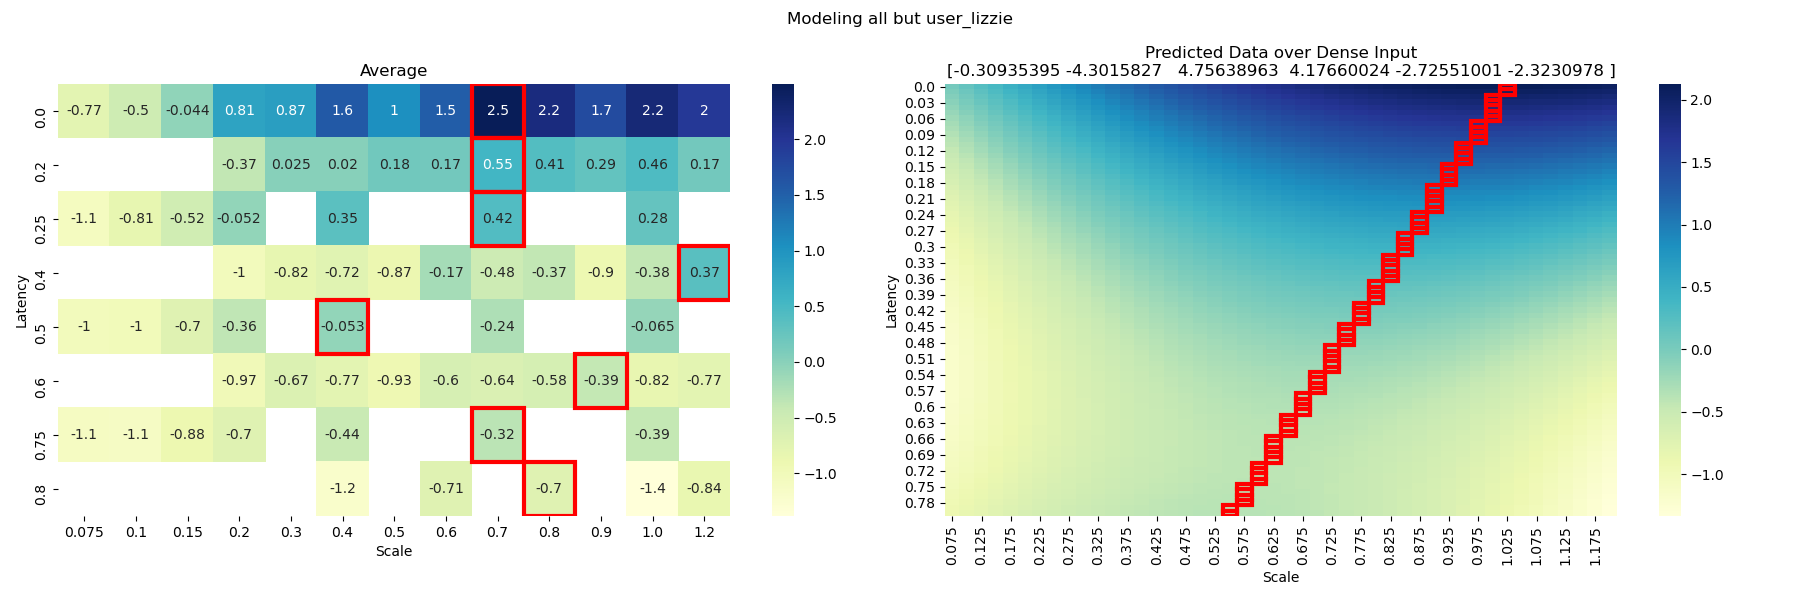 Modeling all but user_lizzie
Average
-0.77 -0.5 -0.044 0.81 0.87 1.6 1 1.5 2.5 2.2 1.7 2.2 2
-0.37 0.025 0.02 0.18 0.17 0.55 0.41 0.29 0.46 0.17
-1.1 -0.81 -0.52 -0.052 0.35 0.42 0.28
-1 -0.82 -0.72 -0.87 -0.17 -0.48 -0.37 -0.9 -0.38 0.37
-1 -1 -0.7 -0.36 -0.053 -0.24 -0.065
-0.97 -0.67 -0.77 -0.93 -0.6 -0.64 -0.58 -0.39 -0.82 -0.77
-1.1 -1.1 -0.88 -0.7 -0.44 -0.32 -0.39
-1.2 -0.71 -0.7 -1.4 -0.84
0.0
0.2
0.25
0.4
0.5
0.6
0.75
0.8
Latency
0.075 0.1 0.15 0.2 0.3 0.4 0.5 0.6 0.7 0.8 0.9 1.0 1.2
Scale
2.0
1.5
1.0
0.5
0.0
−0.5
−1.0
Predicted Data over Dense Input
[-0.30935395 -4.3015827 4.75638963 4.17660024 -2.72551001 -2.3230978 ]
0.0
0.03
0.06
0.09
0.12
0.15
0.18
0.21
0.24
0.27
0.3
0.33
0.36
0.39
0.42
0.45
0.48
0.51
0.54
0.57
0.6
0.63
0.66
0.69
0.72
0.75
0.78
Latency
0.075 0.125 0.175 0.225 0.275 0.325 0.375 0.425 0.475 0.525 0.575 0.625 0.675 0.725 0.775 0.825 0.875 0.925 0.975 1.025 1.075 1.125 1.175
Scale
2.0
1.5
1.0
0.5
0.0
−0.5
−1.0